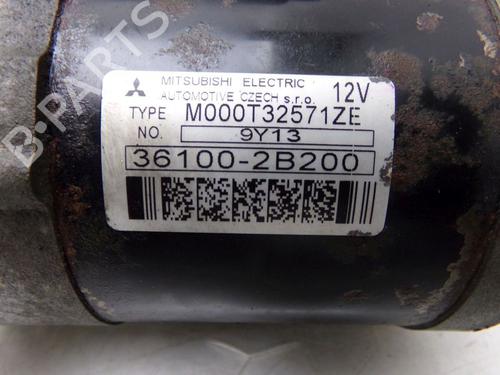 MITSUBISHI ELECTRIC
AUTOMOTIVE CZECH s.r.o. 12V
TYPE M000T32571ZE
NO. 9Y13
36100-2B200
B-PARTS